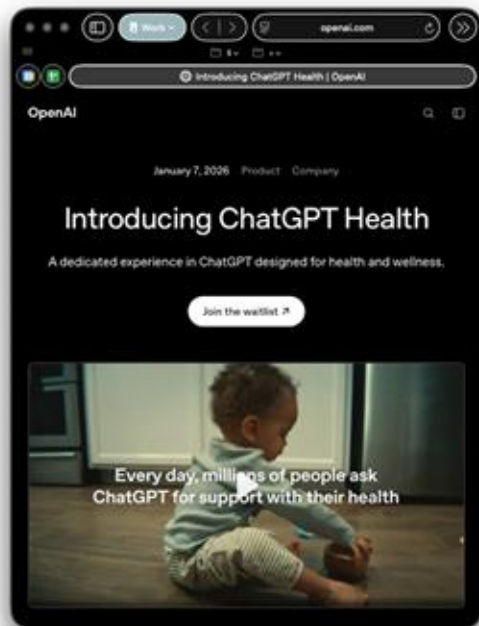 Work
openai.com
Introducing ChatGPT Health | OpenAI
OpenAI
January 7, 2026 Product Company
Introducing ChatGPT Health
A dedicated experience in ChatGPT designed for health and wellness.
Join the waitlist ↗
Every day, millions of people ask
ChatGPT for support with their health